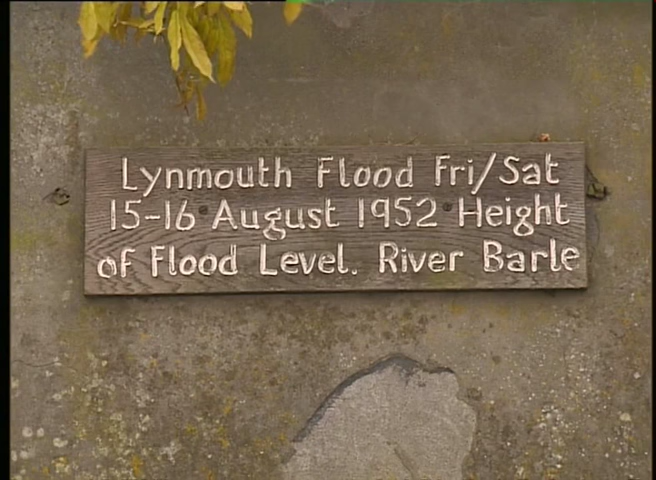 Lynmouth Flood Fri/Sat
15-16 August 1952 Height
of Flood Level. River Barle